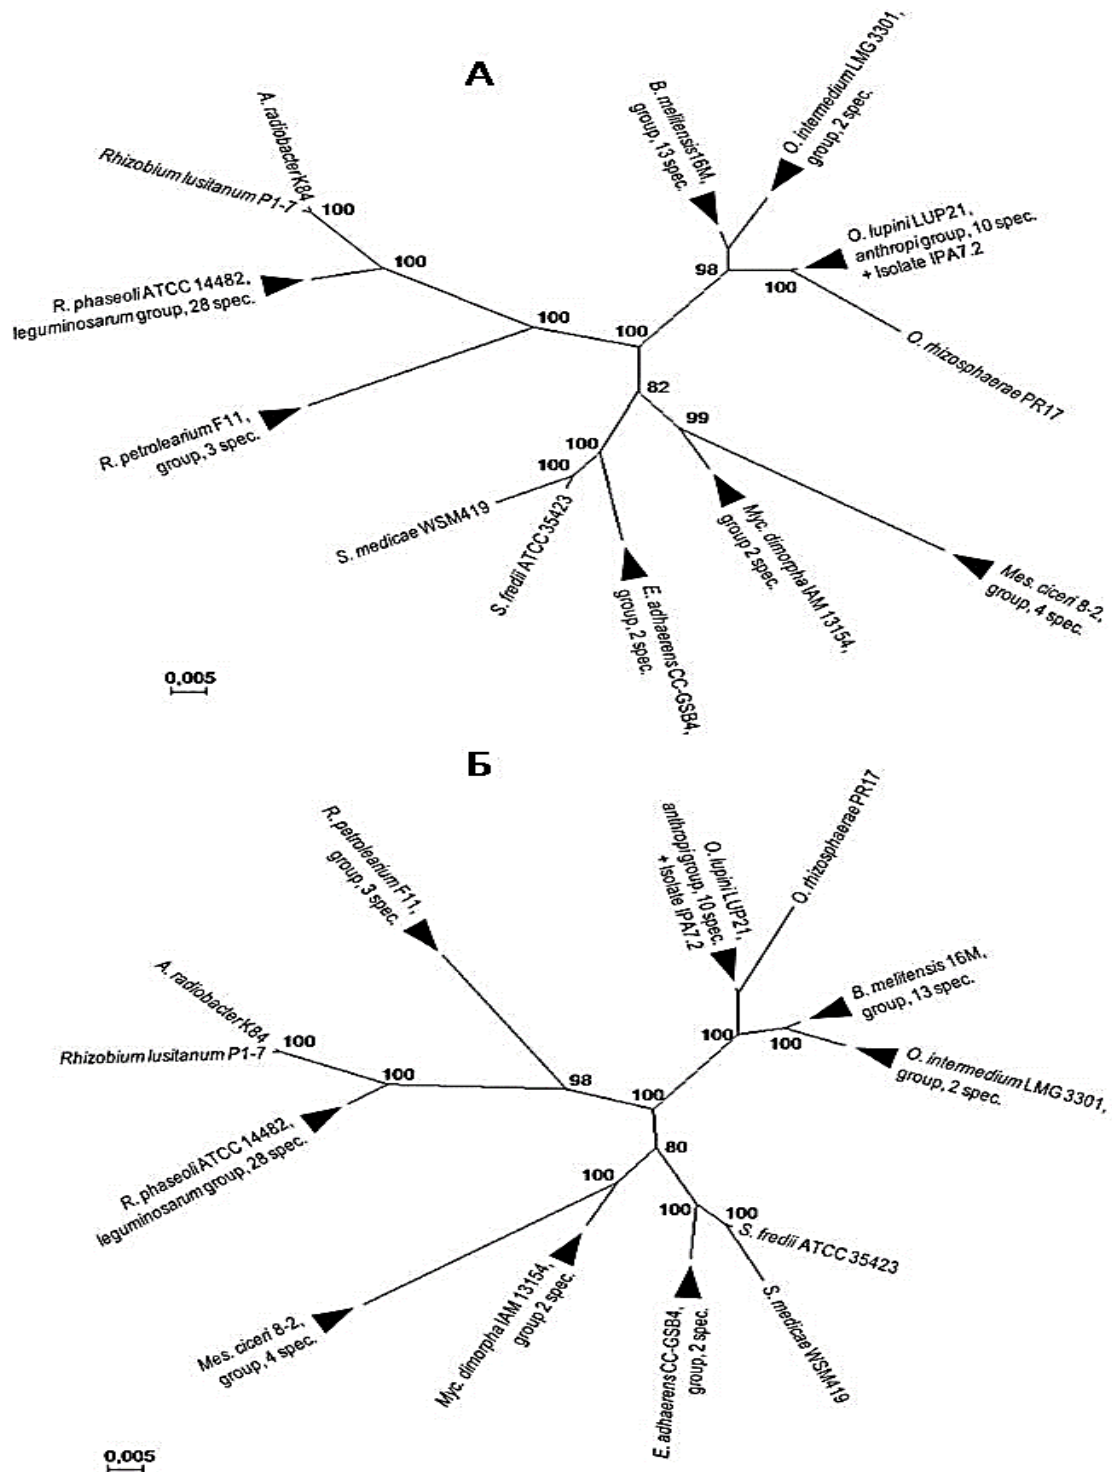 А
O. intermedium LMG 3301,
group, 2 spec.
B. melitensis16M,
group, 13 spec.
A. radiobacterK84
Rhizobium lusitanum P1-7
100
100
R. phaseoli ATCC 14482,
leguminosarum group, 28 spec.
O. lupini LUP21,
anthropi group, 10 spec.
+ Isolate IPA7.2
98
100
O. rhizosphaerae PR17
100
100
R. petrolearium F11,
group, 3 spec.
82
99
100
100
S. medicae WSM419
S. fredii ATCC 35423
E. adhaerens CC-GSB4,
group, 2 spec.
Myc. dimorpha IAM 13154,
group 2 spec.
Mes. ciceri 8-2,
group, 4 spec.
0,005
Б
R. petrolearium F11,
group, 3 spec.
O. lupini LUP21,
anthropi group, 10 spec.
+ Isolate IPA7.2
O. rhizosphaerae PR17
B. melitensis 16M,
group, 13 spec.
A. radiobacterK84
Rhizobium lusitanum P1-7
100
100
100
100
O. intermedium LMG 3301,
group, 2 spec.
98
100
R. phaseoli ATCC 14482,
leguminosarum group, 28 spec.
80
100
100
100
S. fredii ATCC 35423
S. medicae WSM419
E. adhaerens CC-GSB4,
group, 2 spec.
Myc. dimorpha IAM 13154,
group 2 spec.
Mes. ciceri 8-2,
group, 4 spec.
0,005